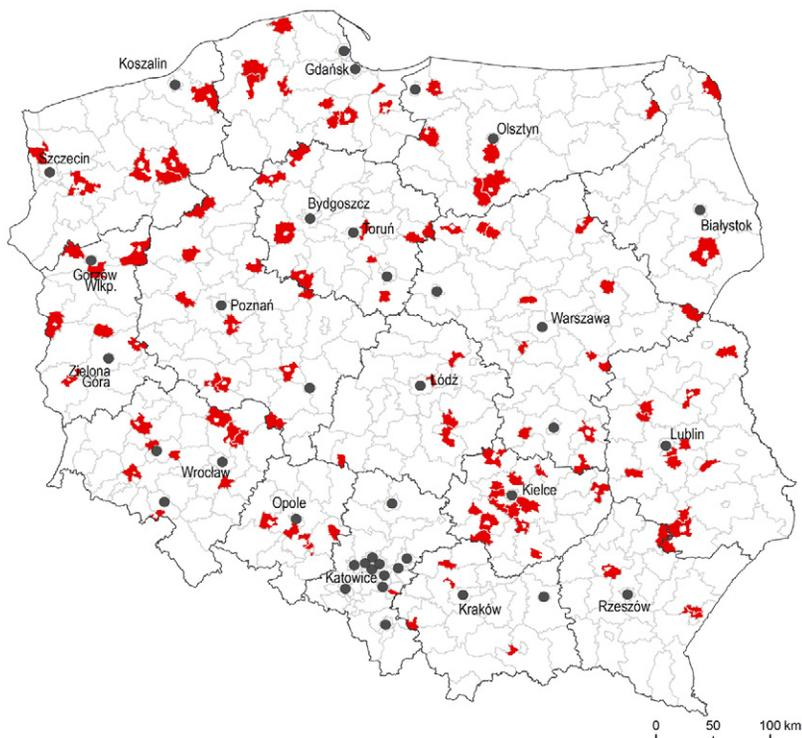 Koszalin
Gdańsk
Olsztyn
Szczecin
Bydgoszcz
Toruń
Białystok
Gorzów
Wlkp.
Poznań
Warszawa
Zielona
Góra
Łódź
Lublin
Wrocław
Opole
Kielce
Katowice
Kraków
Rzeszów
0 50 100 km